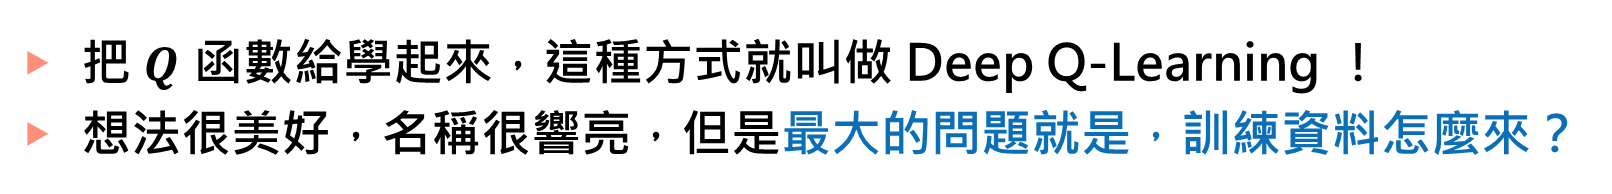 把 Q 函數給學起來，這種方式就叫做 Deep Q-Learning ！
想法很美好，名稱很響亮，但是最大的問題就是，訓練資料怎麼來？